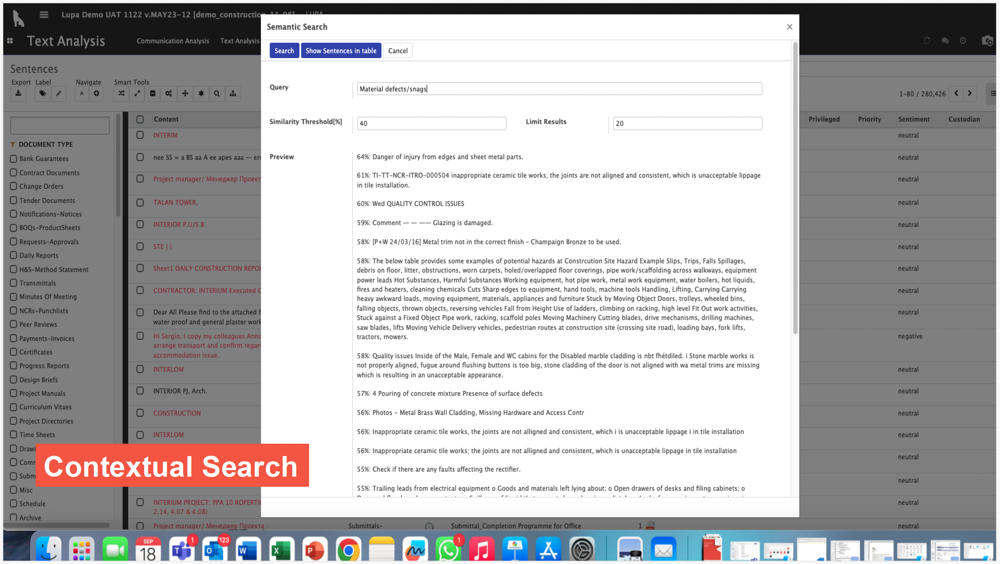 Lupa Demo UAT 1122 v.MAY23-12 [demo_construction_11_08] LUPA
Text Analysis
Communication Analysis
Text Analysis
Sentences
Export
Label
Navigate
Smart Tools
1-80 / 280,426
DOCUMENT TYPE
Bank Guarantees
Contract Documents
Change Orders
Tender Documents
Notifications-Notices
BOQs-ProductSheets
Requests-Approvals
Daily Reports
H&S-Method Statement
Transmittals
Minutes Of Meeting
NCRs-Punchlists
Peer Reviews
Payments-Invoices
Certificates
Progress Reports
Design Briefs
Project Manuals
Curriculum Vitaes
Project Directories
Time Sheets
Misc
Schedule
Archive
Content
INTERIM
nee SS = a BS aa A ee apes aaa —
Project manager/ Менеджер Проект
TALAN TOWER,
INTERIOR P.U/S B
STE | i
Sheet1 DAILY CONSTRUCTION
CONTRACTOR: INTERIUM Executed
Dear All Please find to the attached
water proof and general plaster
Hi Sergio, I copy my colleagues
arrange transport and confirm
accommodation issue.
INTERLOM
INTERIOR PJ, Arch.
CONSTRUCTION
INTERLOM
INTERIUM PROJECT: PPA 10
2.14, 4.07 & 4.08)
Project manager/ Менеджер Проекта :
Submittals-
Submittal_Completion Programme for Office
1
Semantic Search
Search
Show Sentences in table
Cancel
Query
Material defects/snags
Similarity Threshold[%]
40
Limit Results
20
Preview
64%: Danger of injury from edges and sheet metal parts.
61%: TI-TT-NCR-ITRO-000504 inappropriate ceramic tile works; the joints are not aligned and consistent, which is unacceptable lippage
in tile installation.
60%: Wed QUALITY CONTROL ISSUES
59%: Comment — — —— Glazing is damaged.
58%: [P+W 24/03/16] Metal trim not in the correct finish - Champaign Bronze to be used.
58%: The below table provides some examples of potential hazards at Constrcution Site Hazard Example Slips, Trips, Falls Spillages,
debris on floor, litter, obstructions, worn carpets, holed/overlapped floor coverings, pipe work/scaffolding across walkways, equipment
power leads Hot Substances, Harmful Substances Working equipment, hot pipe work, metal work equipment, water boilers, hot liquids,
fires and heaters, cleaning chemicals Cuts Sharp edges to equipment, hand tools, machine tools Handling, Lifting, Carrying Carrying
heavy awkward loads, moving equipment, materials, appliances and furniture Stuck by Moving Object Doors, trolleys, wheeled bins,
falling objects, thrown objects, reversing vehicles Fall from Height Use of ladders, climbing on racking, high level Fit Out work activities,
Stuck against a Fixed Object Pipe work, racking, scaffold poles Moving Machinery Cutting blades, drive mechanisms, drilling machines,
saw blades, lifts Moving Vehicle Delivery vehicles, pedestrian routes at construction site (crossing site road), loading bays, fork lifts,
tractors, mowers.
58%: Quality issues Inside of the Male, Female and WC cabins for the Disabled marble cladding is nbt fhétdiled. i Stone marble works is
not properly aligned, fugue around flushing buttons is too big, stone cladding of the door is not aligned with wa metal trims are missing
which is resulting in an unacceptable appearance.
57%: 4 Pouring of concrete mixture Presence of surface defects
56%: Photos - Metal Brass Wall Cladding, Missing Hardware and Access Contr
56%: Inappropriate ceramic tile works, the joints are not alligned and consistent, which i is unacceptable lippage i in tile installation
56%: Inappropriate ceramic tile works; the joints are not alligned and consistent, which is unacceptable lippage in tile installation
55%: Check if there are any faults affecting the rectifier.
55%: Trailing leads from electrical equipment o Goods and materials left lying about; o Open drawers of desks and filing cabinets; o
Privileged
Priority
Sentiment
Custodian
neutral
neutral
neutral
neutral
neutral
neutral
neutral
neutral
neutral
negative
neutral
neutral
neutral
neutral
neutral
neutral
neutral
neutral
Contextual Search
SEP
18
1
T
123
O
W
X
P
1